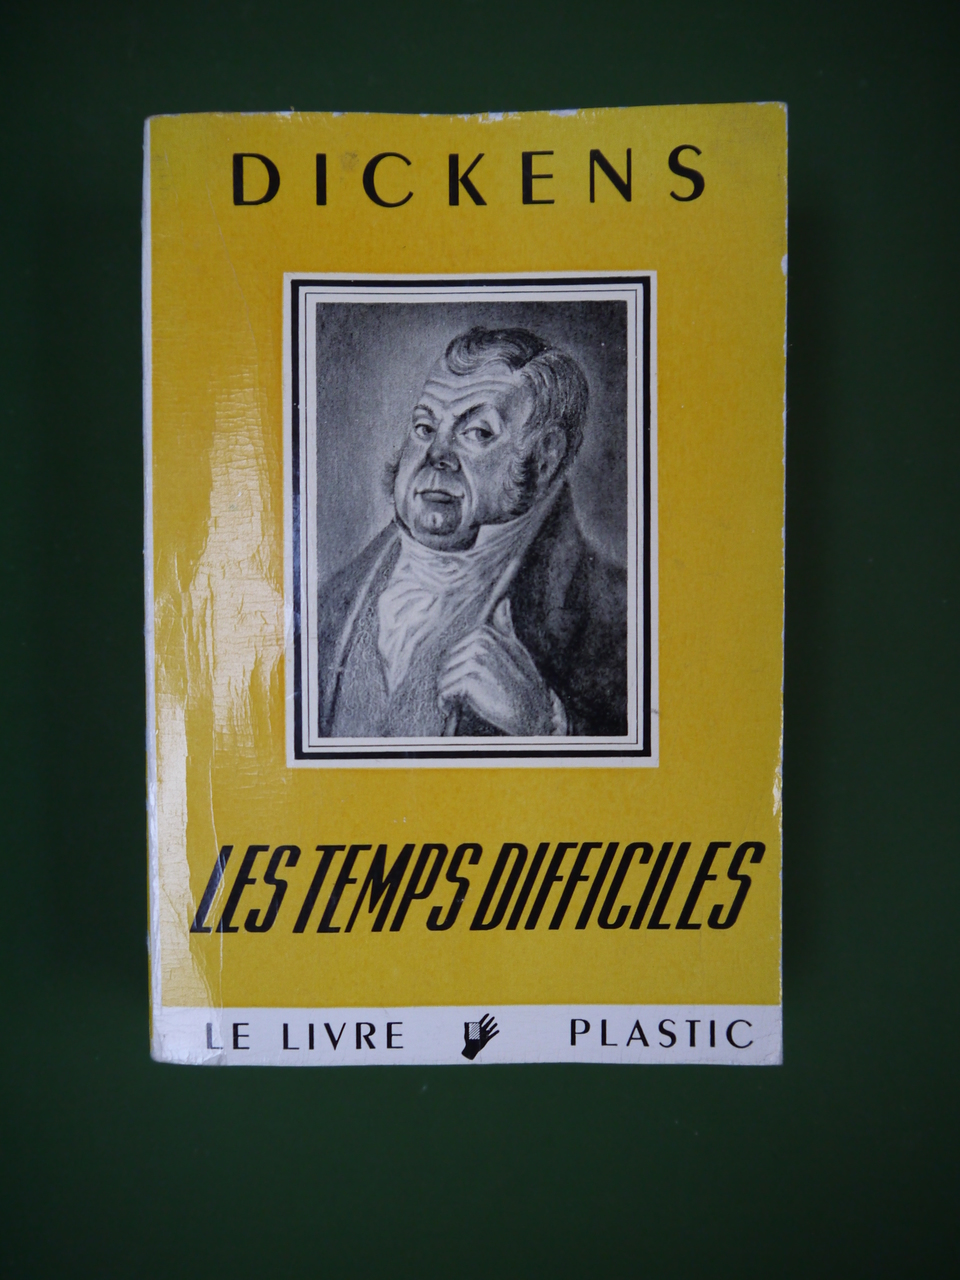 DICKENS
LES TEMPS DIFFICILES
LE LIVRE PLASTIC